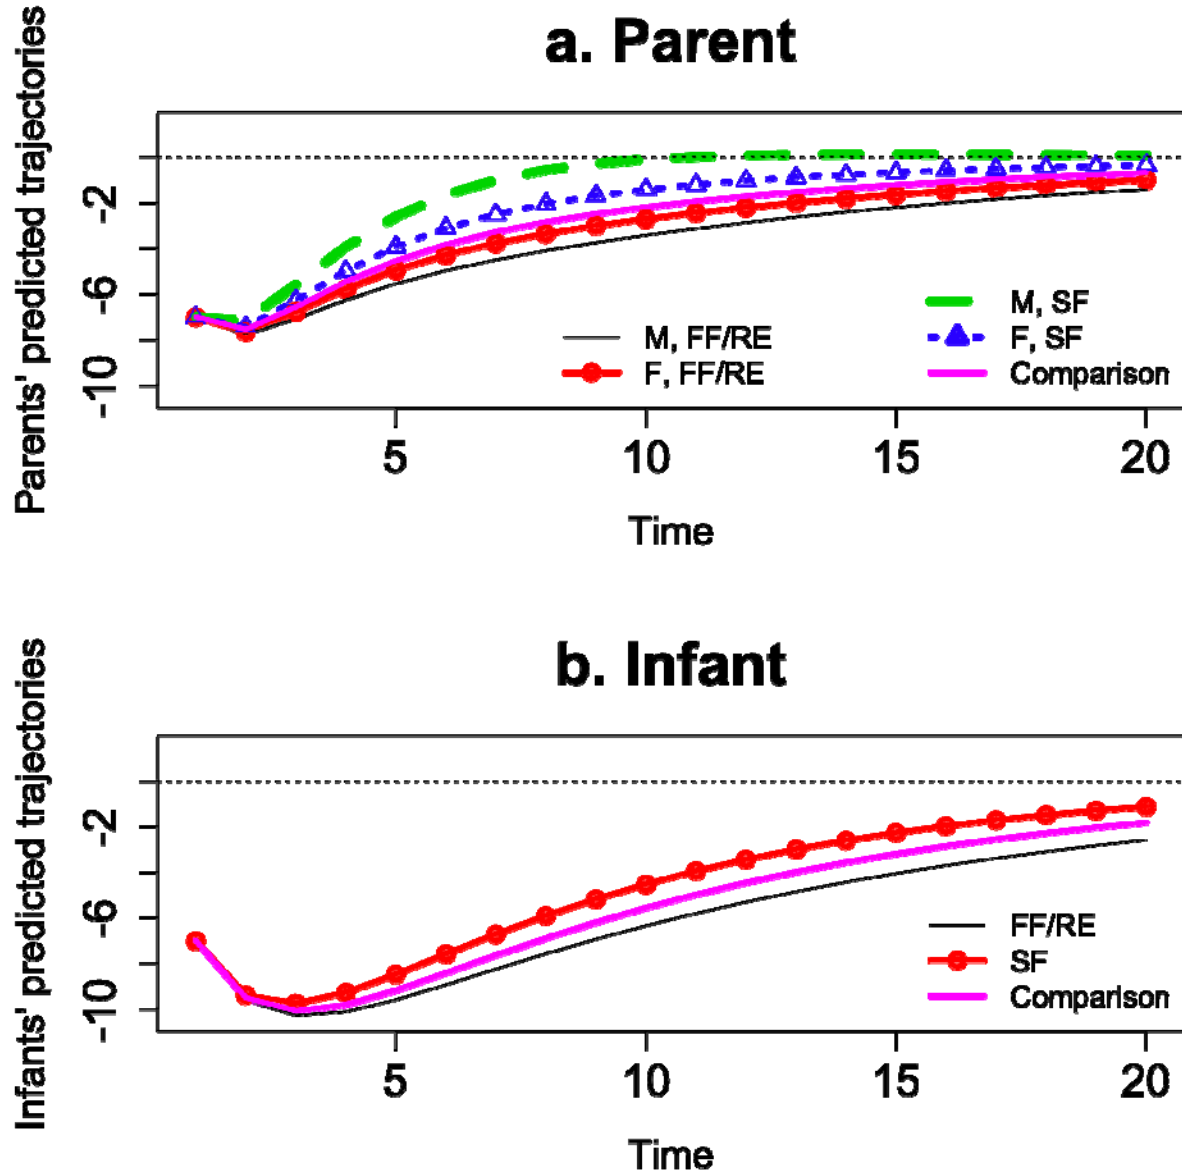 a. Parent
Parents' predicted trajectories
-2
-6
-10
M, FF/RE
F, FF/RE
M, SF
F, SF
Comparison
5 10 15 20
Time
b. Infant
Infants' predicted trajectories
-2
-6
-10
FF/RE
SF
Comparison
5 10 15 20
Time